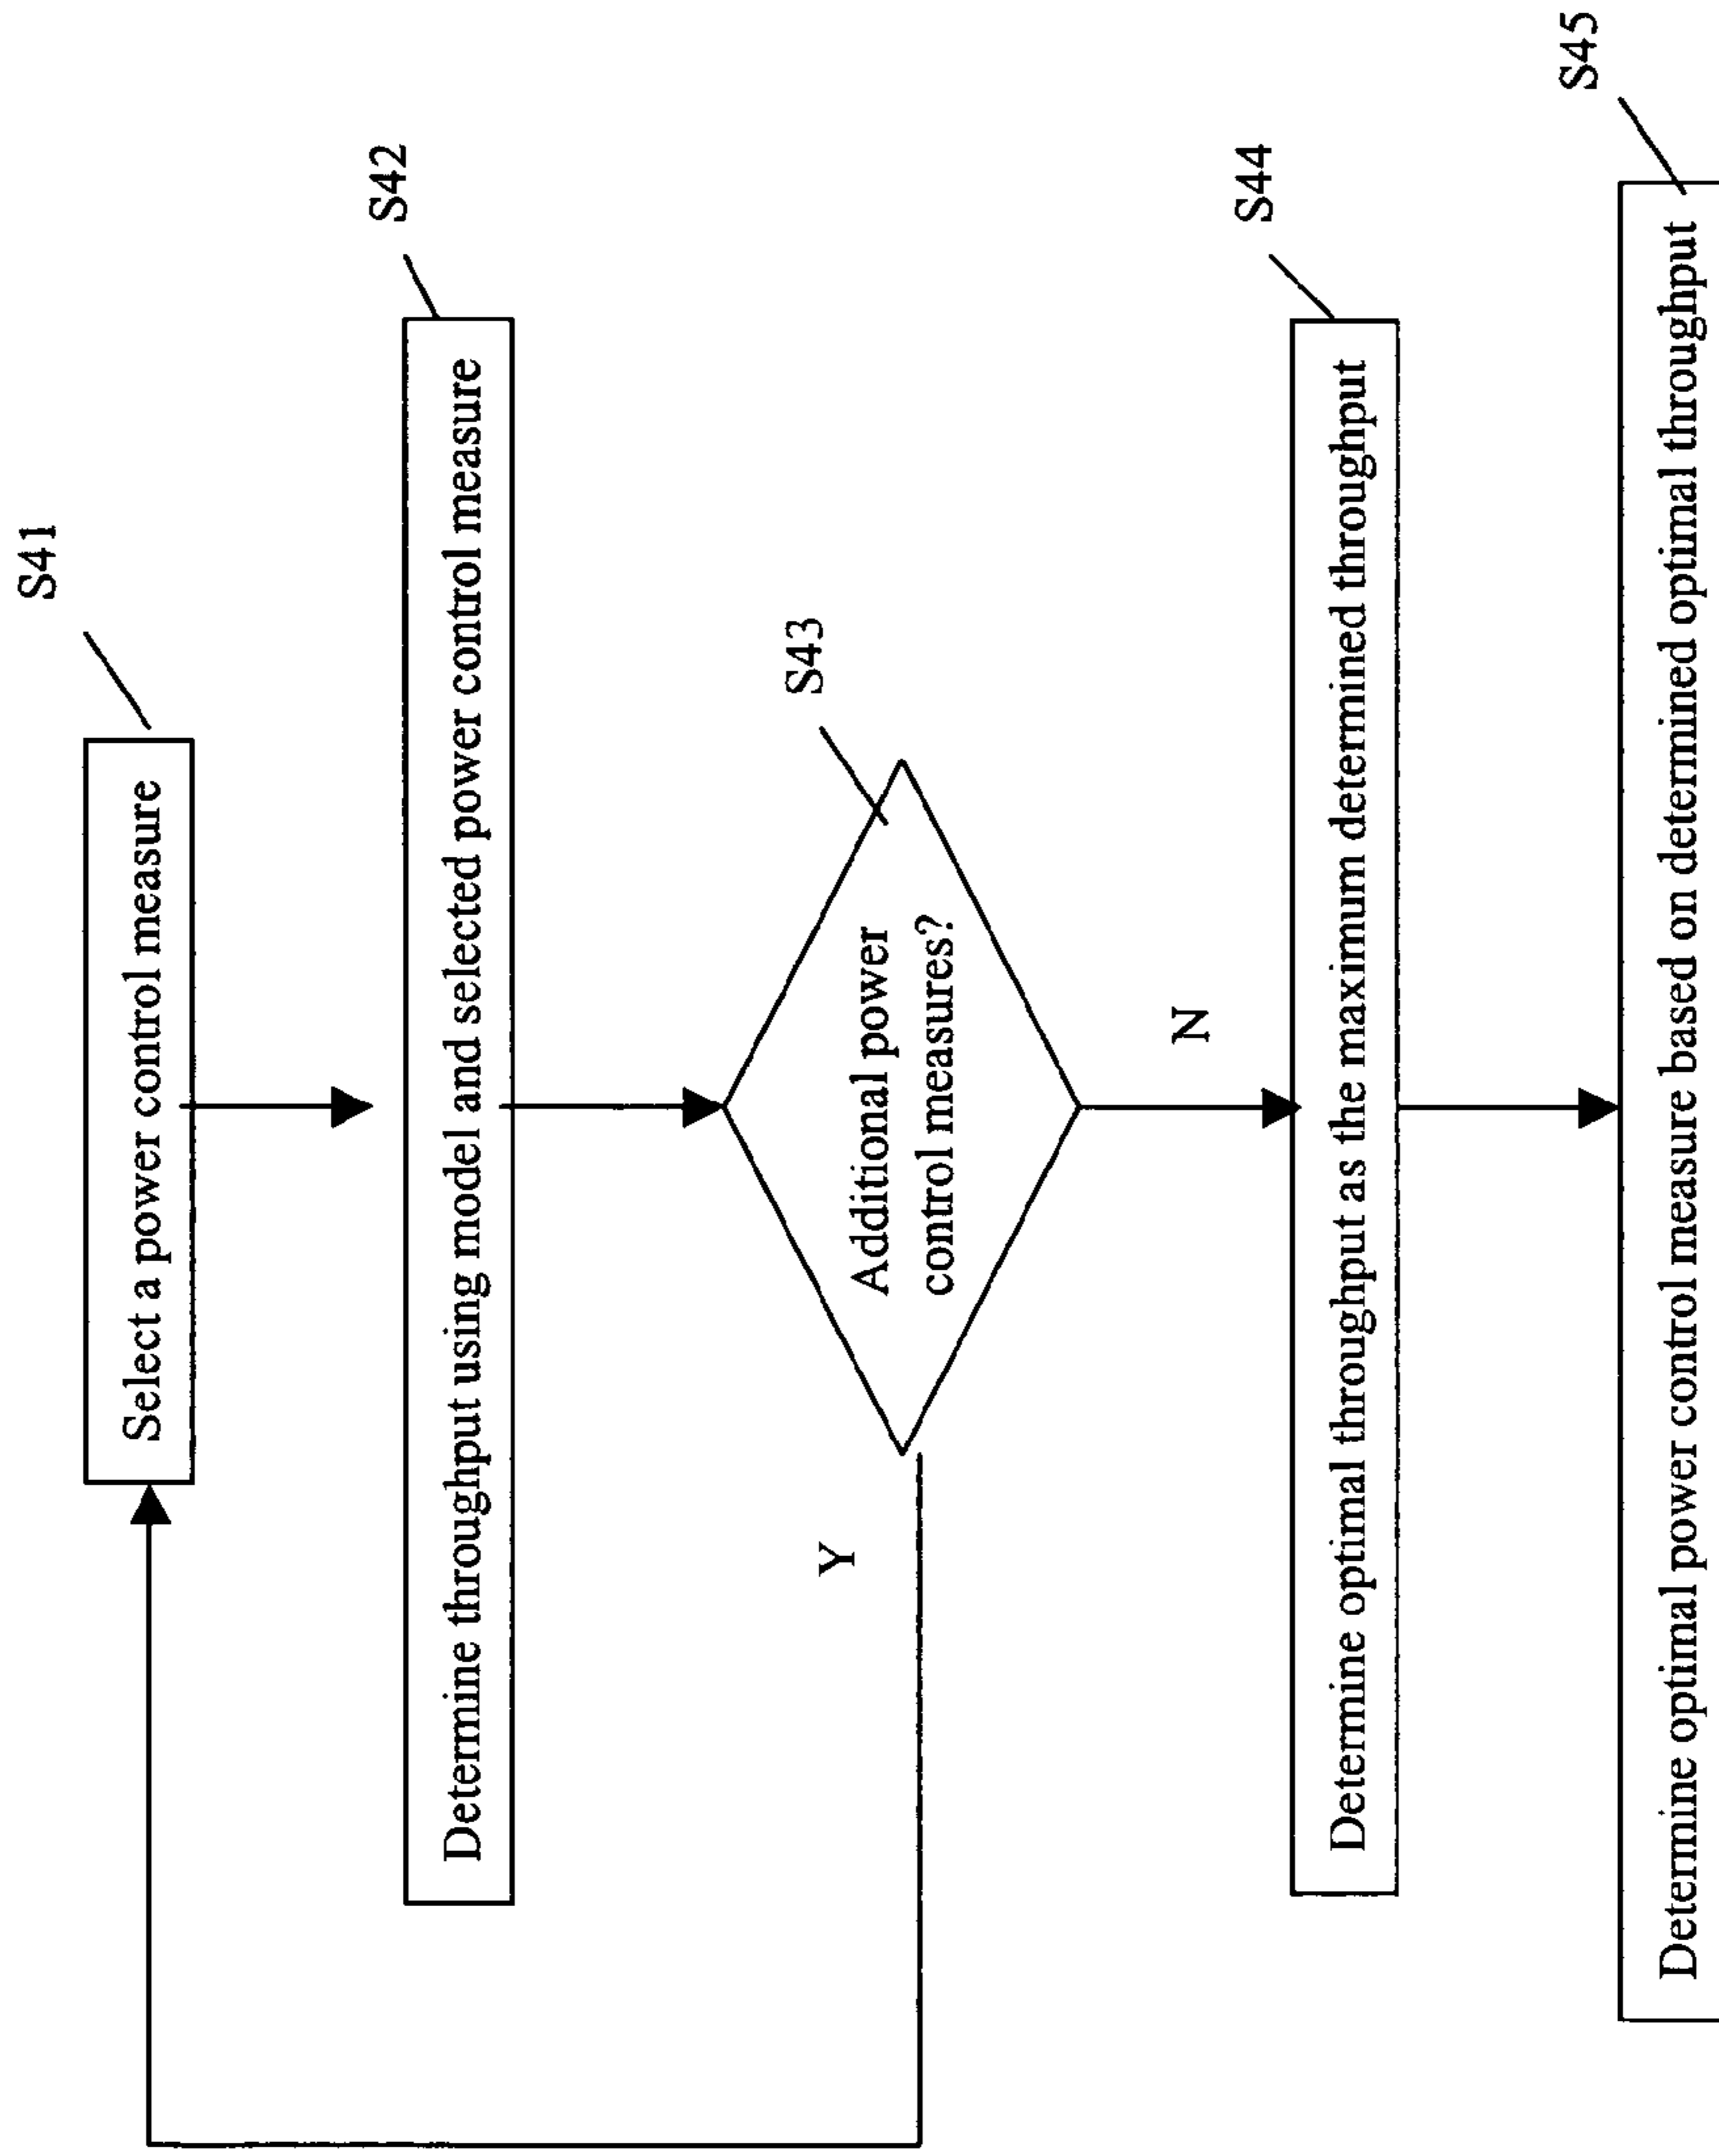 S41
Select a power control measure
S42
Determine throughput using model and selected power control measure
S43
Additional power
control measures?
Y
N
S44
Determine optimal throughput as the maximum determined throughput
S45
Determine optimal power control measure based on determined optimal throughput